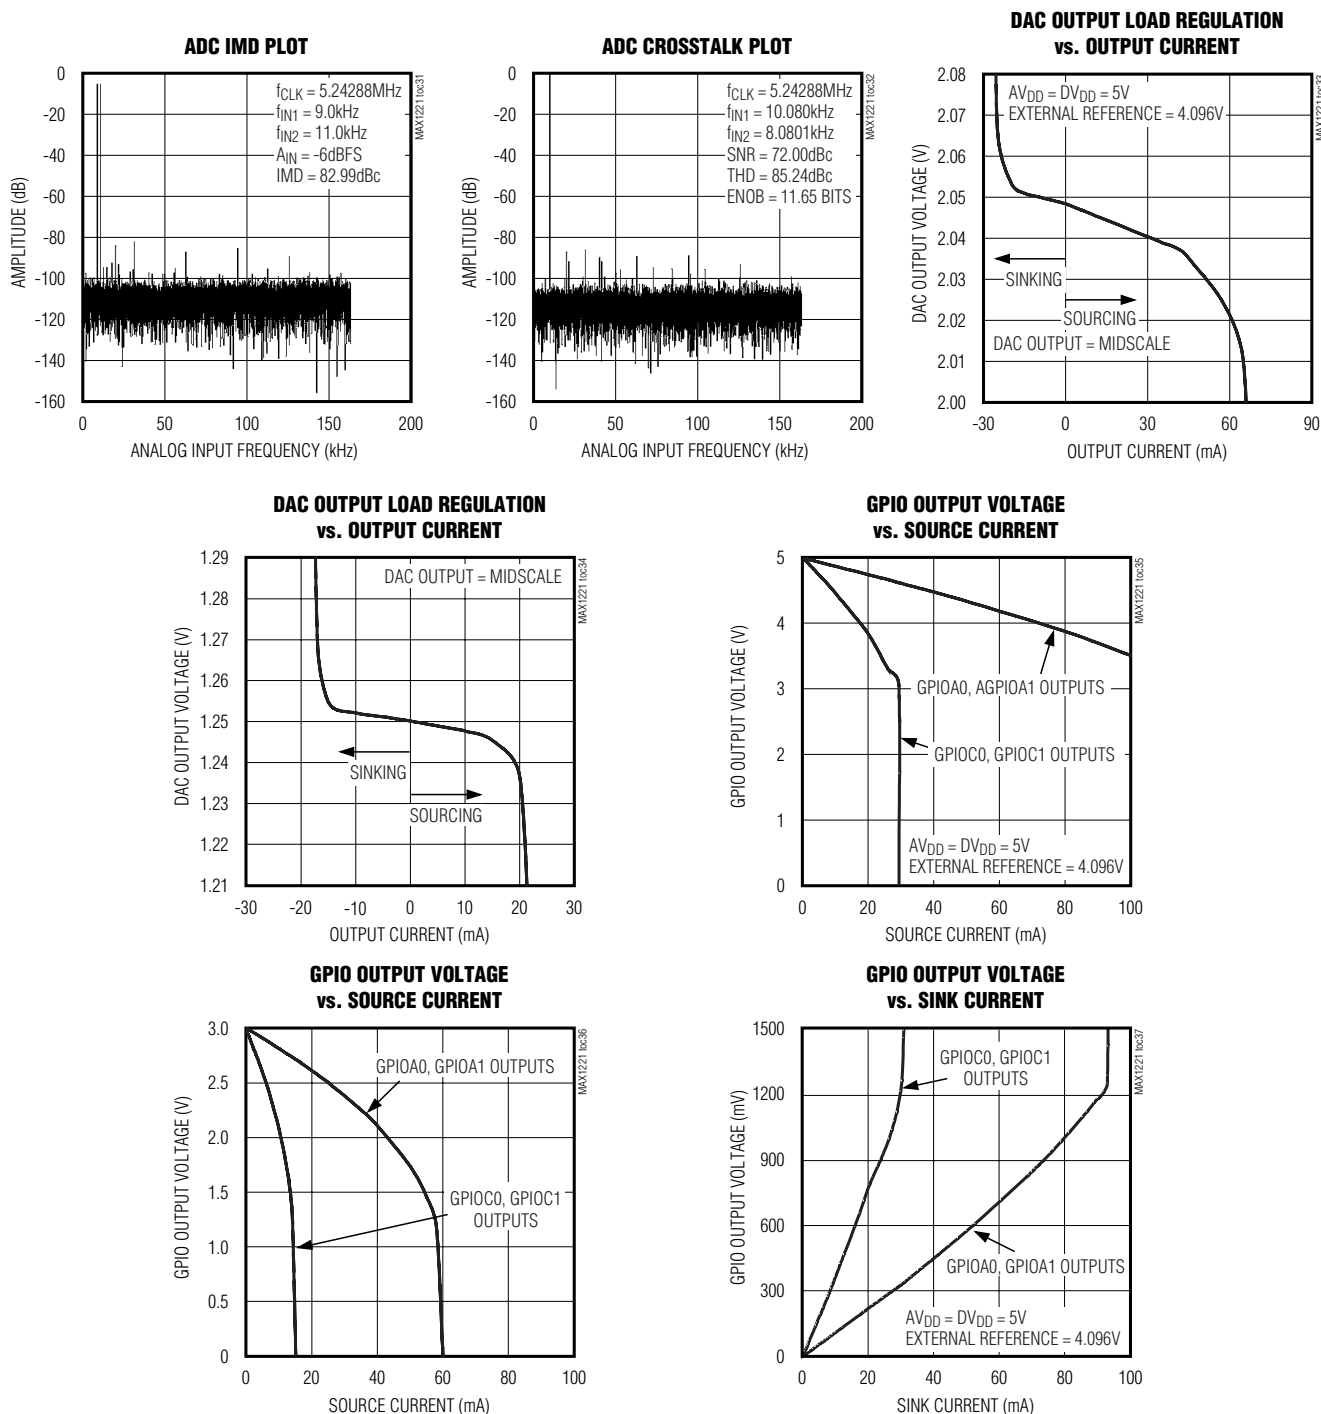 ADC IMD PLOT
AMPLITUDE (dB)
0
-20
-40
-60
-80
-100
-120
-140
-160
fCLK = 5.24288MHz
fIN1 = 9.0kHz
fIN2 = 11.0kHz
AIN = -6dBFS
IMD = 82.99dBc
MAX1221 toc31
0 50 100 150 200
ANALOG INPUT FREQUENCY (kHz)
ADC CROSSTALK PLOT
AMPLITUDE (dB)
0
-20
-40
-60
-80
-100
-120
-140
-160
fCLK = 5.24288MHz
fIN1 = 10.080kHz
fIN2 = 8.0801kHz
SNR = 72.00dBc
THD = 85.24dBc
ENOB = 11.65 BITS
MAX1221 toc32
0 50 100 150 200
ANALOG INPUT FREQUENCY (kHz)
DAC OUTPUT LOAD REGULATION
vs. OUTPUT CURRENT
DAC OUTPUT VOLTAGE (V)
2.08
2.07
2.06
2.05
2.04
2.03
2.02
2.01
2.00
AVDD = DVDD = 5V
EXTERNAL REFERENCE = 4.096V
SINKING
SOURCING
DAC OUTPUT = MIDSCALE
MAX1221 toc33
-30 0 30 60 90
OUTPUT CURRENT (mA)
DAC OUTPUT LOAD REGULATION
vs. OUTPUT CURRENT
DAC OUTPUT VOLTAGE (V)
1.29
1.28
1.27
1.26
1.25
1.24
1.23
1.22
1.21
DAC OUTPUT = MIDSCALE
SINKING
SOURCING
MAX1221 toc34
-30 -20 -10 0 10 20 30
OUTPUT CURRENT (mA)
GPIO OUTPUT VOLTAGE
vs. SOURCE CURRENT
GPIO OUTPUT VOLTAGE (V)
5
4
3
2
1
0
GPIOA0, AGPIOA1 OUTPUTS
GPIOC0, GPIOC1 OUTPUTS
AVDD = DVDD = 5V
EXTERNAL REFERENCE = 4.096V
MAX1221 toc35
0 20 40 60 80 100
SOURCE CURRENT (mA)
GPIO OUTPUT VOLTAGE
vs. SOURCE CURRENT
GPIO OUTPUT VOLTAGE (V)
3.0
2.5
2.0
1.5
1.0
0.5
0
GPIOA0, GPIOA1 OUTPUTS
GPIOC0, GPIOC1
OUTPUTS
MAX1221 toc36
0 20 40 60 80 100
SOURCE CURRENT (mA)
GPIO OUTPUT VOLTAGE
vs. SINK CURRENT
GPIO OUTPUT VOLTAGE (mV)
1500
1200
900
600
300
0
GPIOC0, GPIOC1
OUTPUTS
GPIOA0, GPIOA1 OUTPUTS
AVDD = DVDD = 5V
EXTERNAL REFERENCE = 4.096V
MAX1221 toc37
0 20 40 60 80 100
SINK CURRENT (mA)